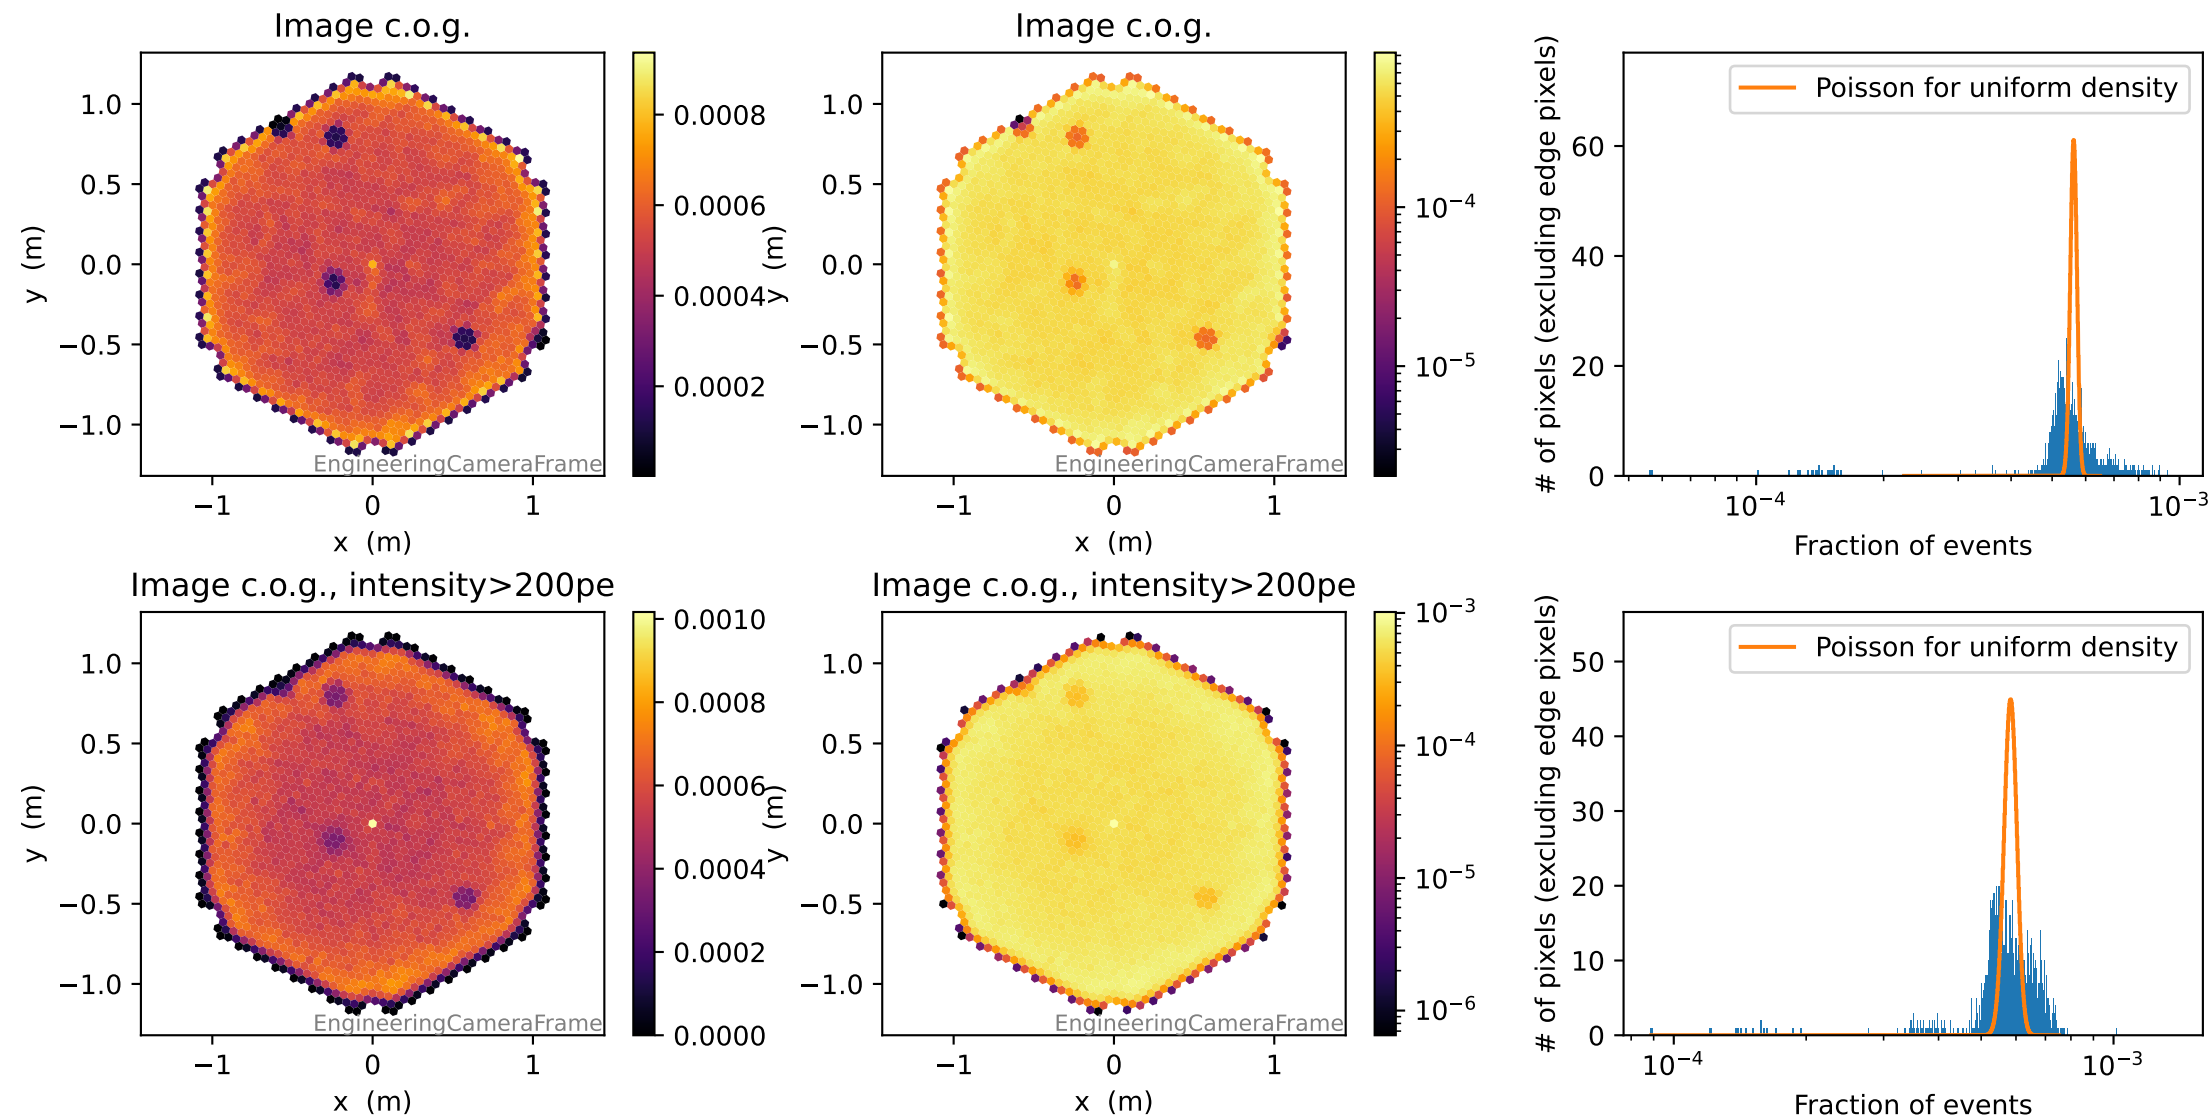 Image c.o.g.
1.0
0.5
0.0
−0.5
−1.0
y (m)
−1
0
1
x (m)
EngineeringCameraFrame
0.0008
0.0006
0.0004
0.0002
Image c.o.g.
1.0
0.5
0.0
−0.5
−1.0
y (m)
−1
0
1
x (m)
EngineeringCameraFrame
10⁻⁴
10⁻⁵
# of pixels (excluding edge pixels)
60
40
20
0
Poisson for uniform density
10⁻⁴
10⁻³
Fraction of events
Image c.o.g., intensity>200pe
1.0
0.5
0.0
−0.5
−1.0
y (m)
−1
0
1
x (m)
EngineeringCameraFrame
0.0010
0.0008
0.0006
0.0004
0.0002
0.0000
Image c.o.g., intensity>200pe
1.0
0.5
0.0
−0.5
−1.0
y (m)
−1
0
1
x (m)
EngineeringCameraFrame
10⁻³
10⁻⁴
10⁻⁵
10⁻⁶
# of pixels (excluding edge pixels)
50
40
30
20
10
0
Poisson for uniform density
10⁻⁴
10⁻³
Fraction of events